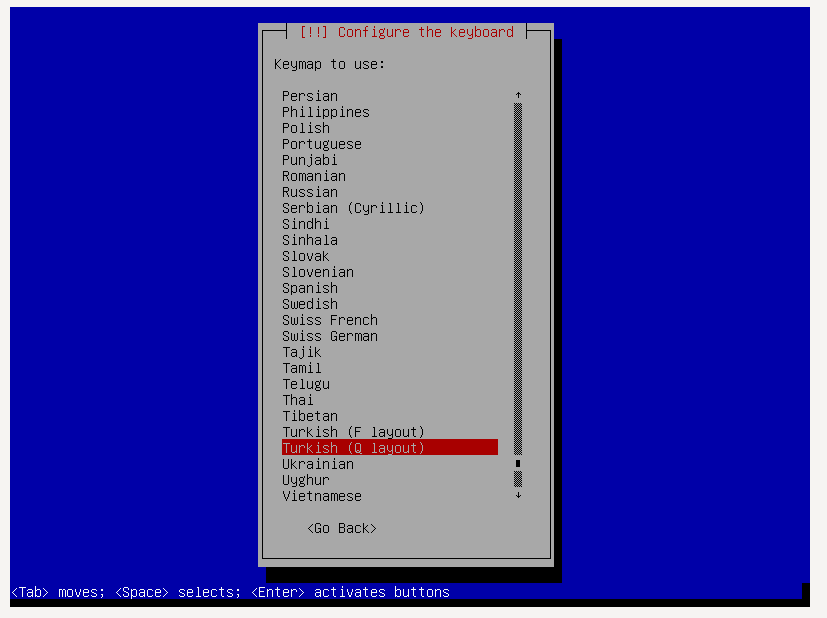 [!!] Configure the keyboard
Keymap to use:
Persian
Philippines
Polish
Portuguese
Punjabi
Romanian
Russian
Serbian (Cyrillic)
Sindhi
Sinhala
Slovak
Slovenian
Spanish
Swedish
Swiss French
Swiss German
Tajik
Tamil
Telugu
Thai
Tibetan
Turkish (F layout)
Turkish (Q layout)
Ukrainian
Uyghur
Vietnamese
<Go Back>
<Tab> moves; <Space> selects; <Enter> activates buttons